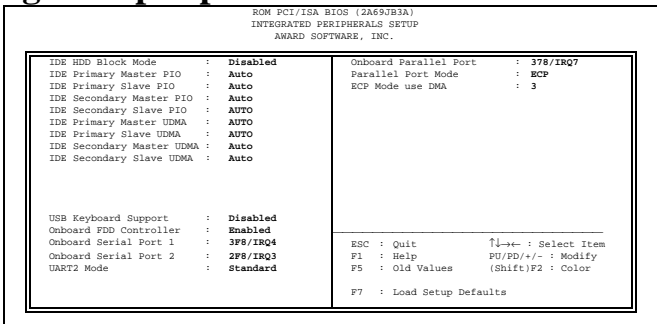 ROM PCI/ISA BIOS (2A69JB3A)
INTEGRATED PERIPHERALS SETUP
AWARD SOFTWARE, INC.
IDE HDD Block Mode : Disabled
IDE Primary Master PIO : Auto
IDE Primary Slave PIO : Auto
IDE Secondary Master PIO : Auto
IDE Secondary Slave PIO : AUTO
IDE Primary Master UDMA : AUTO
IDE Primary Slave UDMA : AUTO
IDE Secondary Master UDMA : Auto
IDE Secondary Slave UDMA : Auto
USB Keyboard Support : Disabled
Onboard FDD Controller : Enabled
Onboard Serial Port 1 : 3F8/IRQ4
Onboard Serial Port 2 : 2F8/IRQ3
UART2 Mode : Standard
Onboard Parallel Port : 378/IRQ7
Parallel Port Mode : ECP
ECP Mode use DMA : 3
ESC : Quit ↑↓→← : Select Item
F1 : Help PU/PD/+/- : Modify
F5 : Old Values (Shift)F2 : Color
F7 : Load Setup Defaults